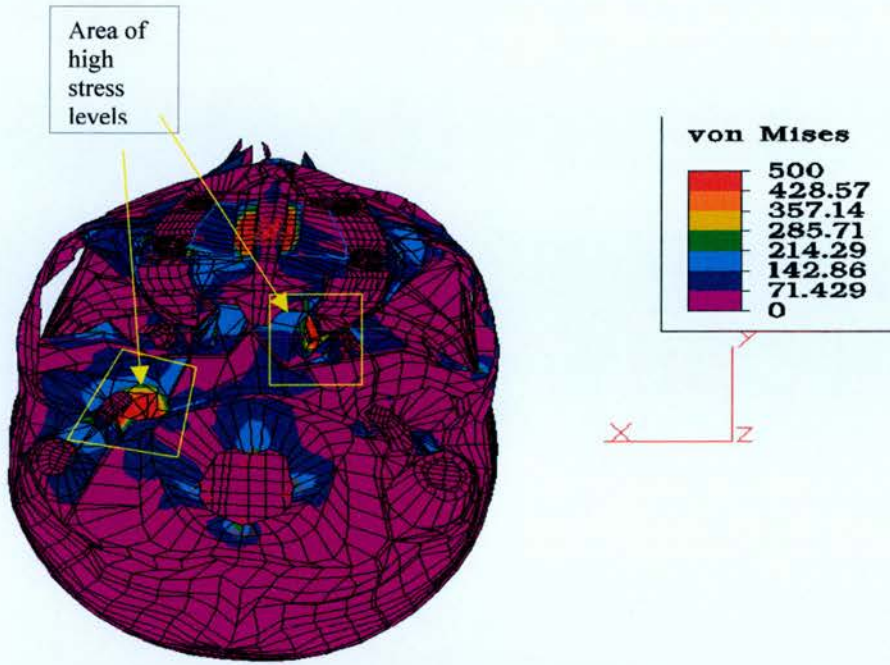 Area of
high
stress
levels
von Mises
500
428.57
357.14
285.71
214.29
142.86
71.429
0
Y
X
Z